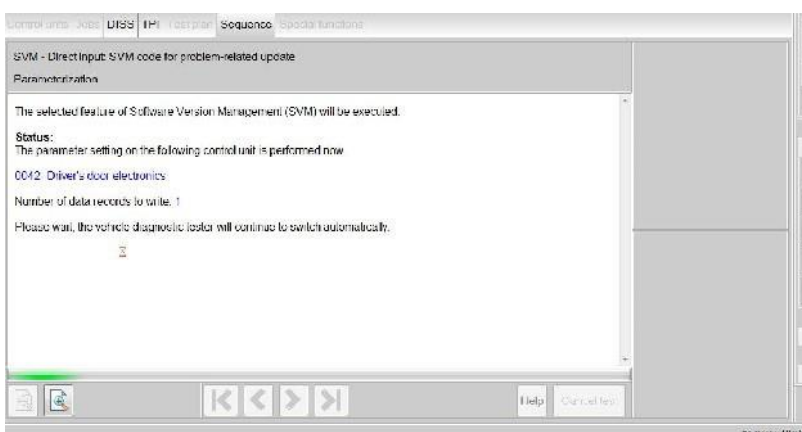 Control units Jobs DISS TPI Test plan Sequence Special functions
SVM - Direct input: SVM code for problem-related update
Parameterization
The selected feature of Software Version Management (SVM) will be executed.
Status:
The parameter setting on the following control unit is performed now
0042 Driver's door electronics
Number of data records to write: 1
Please wait, the vehicle diagnostic tester will continue to switch automatically.
Help Cancel test